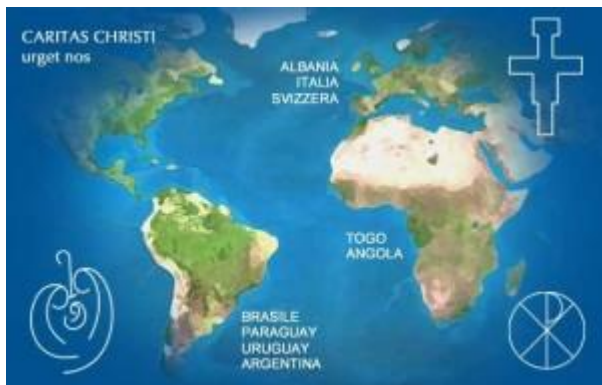 CARITAS CHRISTI
urget nos
ALBANIA
ITALIA
SVIZZERA
TOGO
ANGOLA
BRASILE
PARAGUAY
URUGUAY
ARGENTINA